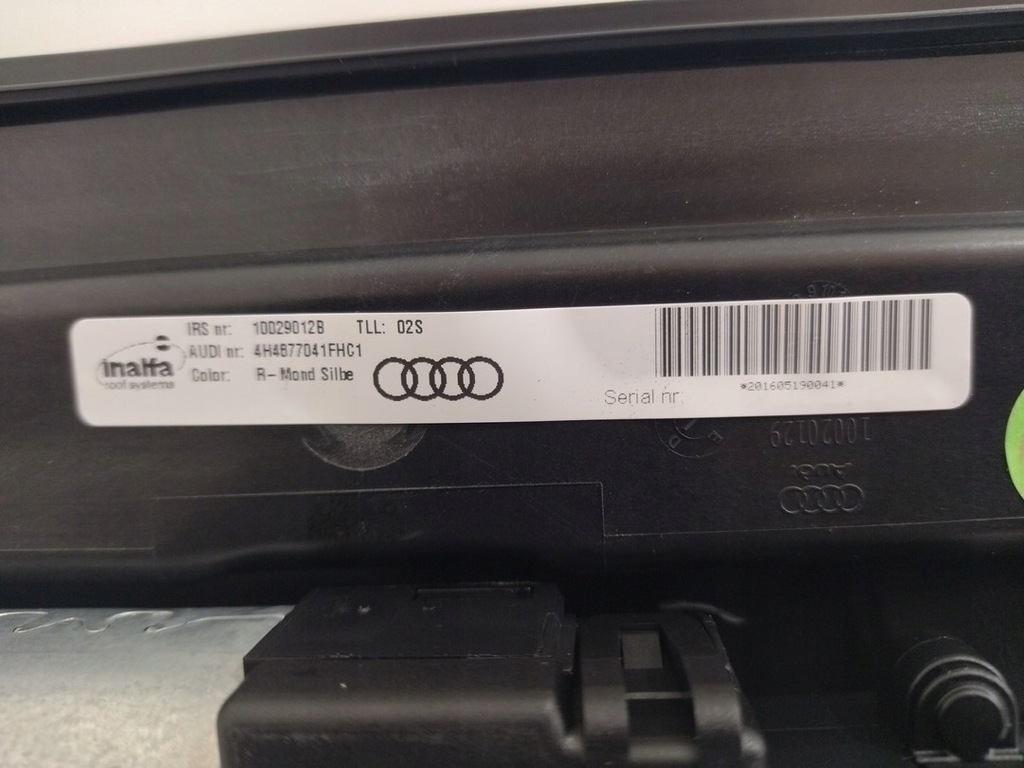 IRS nr: 10029012B TLL: 02S
AUDI nr: 4H4877041FHC1
Color: R-Mond Silbe
inalfa
roof systems
Serial nr:
*201605190041*
10020129
Audi